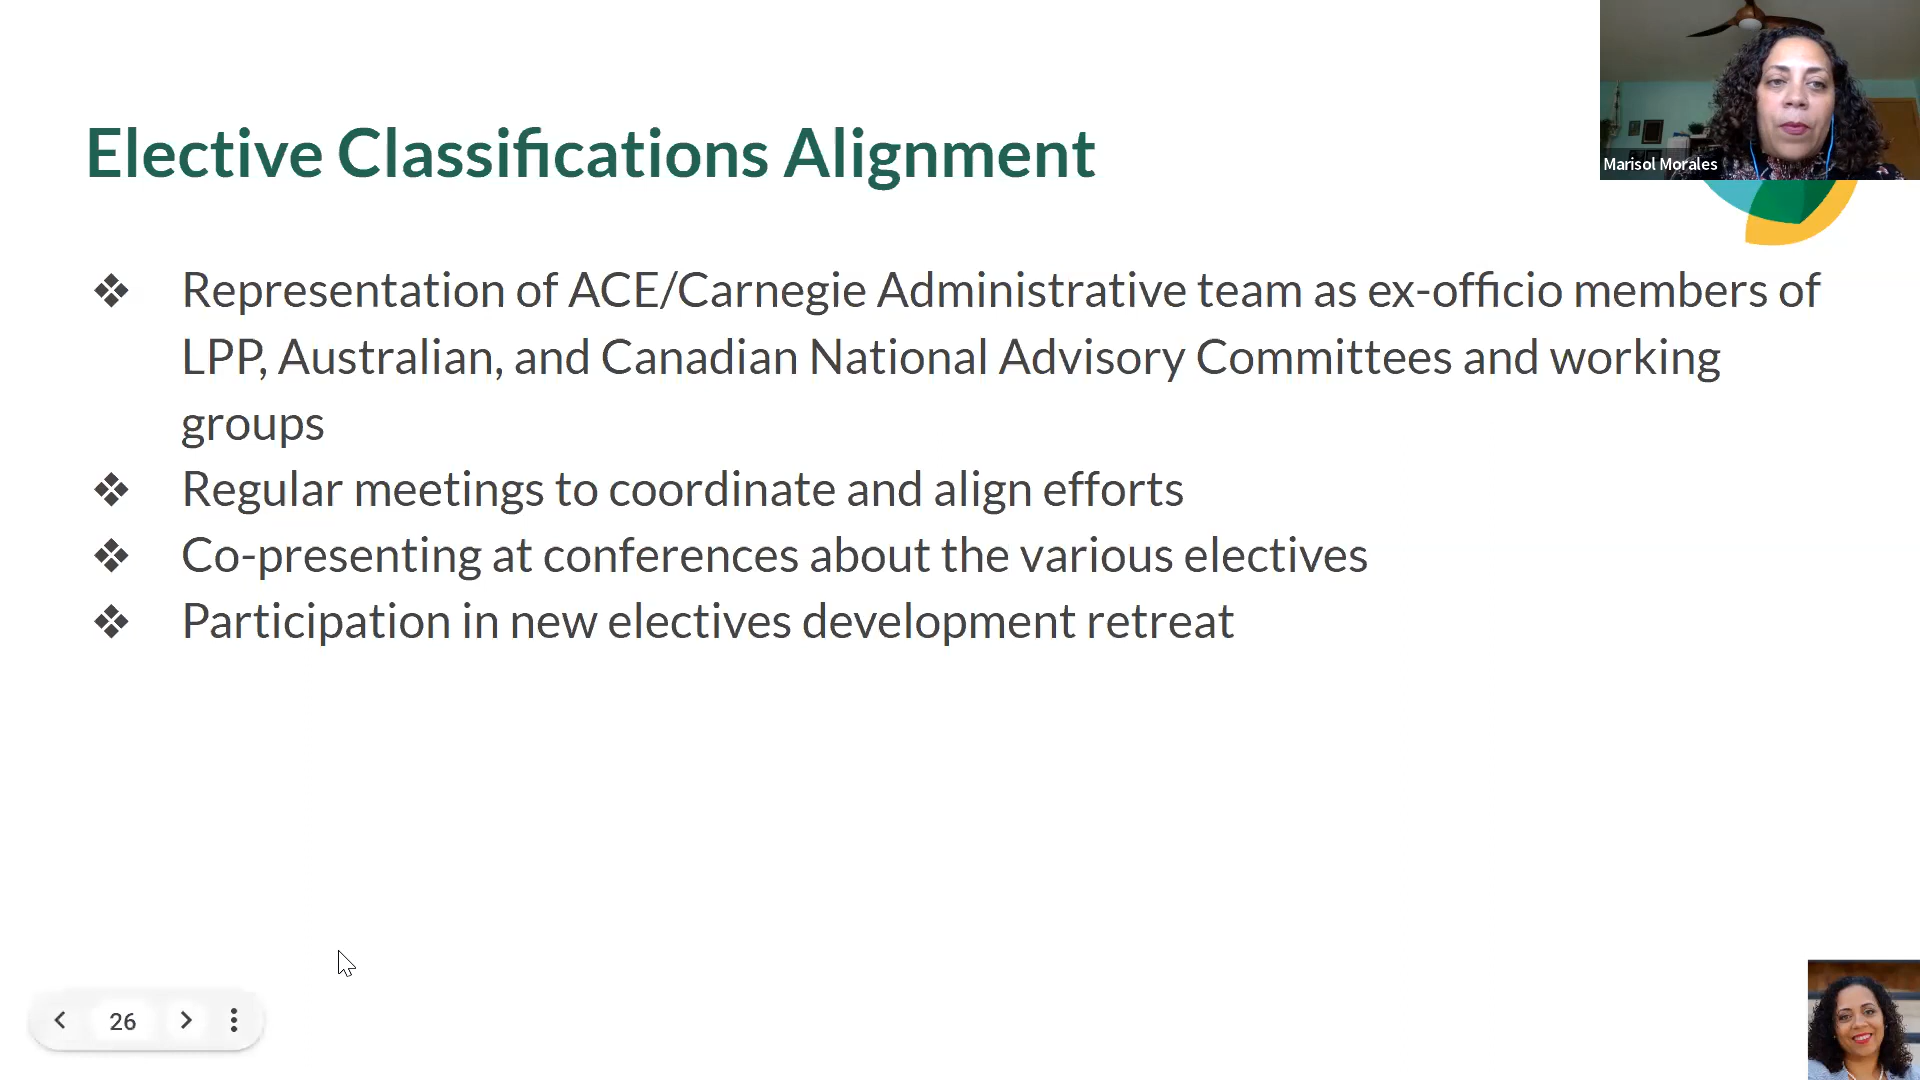 Elective Classifications Alignment
Marisol Morales
❖ Representation of ACE/Carnegie Administrative team as ex-officio members of
LPP, Australian, and Canadian National Advisory Committees and working
groups
❖ Regular meetings to coordinate and align efforts
❖ Co-presenting at conferences about the various electives
❖ Participation in new electives development retreat
26